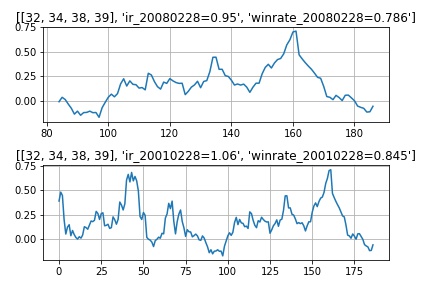 [[32, 34, 38, 39], 'ir_20080228=0.95', 'winrate_20080228=0.786']
0.75
0.50
0.25
0.00
80 100 120 140 160 180
[[32, 34, 38, 39], 'ir_20010228=1.06', 'winrate_20010228=0.845']
0.75
0.50
0.25
0.00
0 25 50 75 100 125 150 175